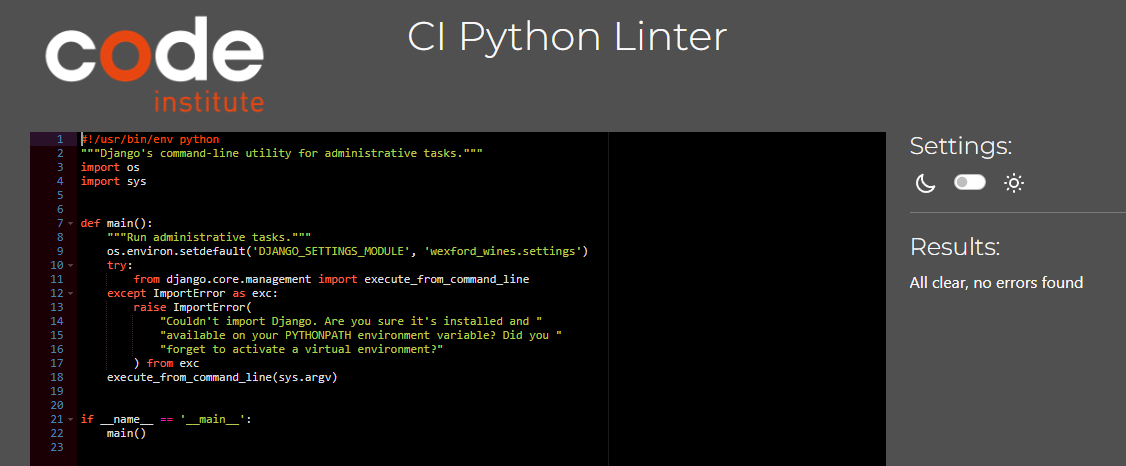 code
institute
CI Python Linter
1 #!/usr/bin/env python
2 """Django's command-line utility for administrative tasks."""
3 import os
4 import sys
5
6
7 def main():
8     """Run administrative tasks."""
9     os.environ.setdefault('DJANGO_SETTINGS_MODULE', 'wexford_wines.settings')
10     try:
11         from django.core.management import execute_from_command_line
12     except ImportError as exc:
13         raise ImportError(
14             "Couldn't import Django. Are you sure it's installed and "
15             "available on your PYTHONPATH environment variable? Did you "
16             "forget to activate a virtual environment?"
17         ) from exc
18     execute_from_command_line(sys.argv)
19
20
21 if __name__ == '__main__':
22     main()
23
Settings:
Results:
All clear, no errors found